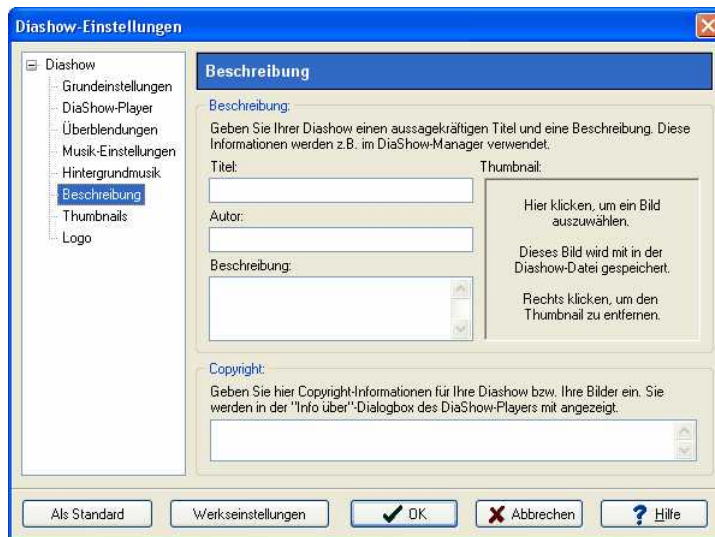 Diashow-Einstellungen
Diashow
Grundeinstellungen
DiaShow-Player
Überblendungen
Musik-Einstellungen
Hintergrundmusik
Beschreibung
Thumbnails
Logo
Beschreibung
Beschreibung:
Geben Sie Ihrer Diashow einen aussagekräftigen Titel und eine Beschreibung. Diese
Informationen werden z.B. im DiaShow-Manager verwendet.
Titel:
Thumbnail:
Autor:
Beschreibung:
Hier klicken, um ein Bild
auszuwählen.
Dieses Bild wird mit in der
Diashow-Datei gespeichert.
Rechts klicken, um den
Thumbnail zu entfernen.
Copyright:
Geben Sie hier Copyright-Informationen für Ihre Diashow bzw. Ihre Bilder ein. Sie
werden in der "Info über"-Dialogbox des DiaShow-Players mit angezeigt.
Als Standard
Werkseinstellungen
OK
Abbrechen
Hilfe